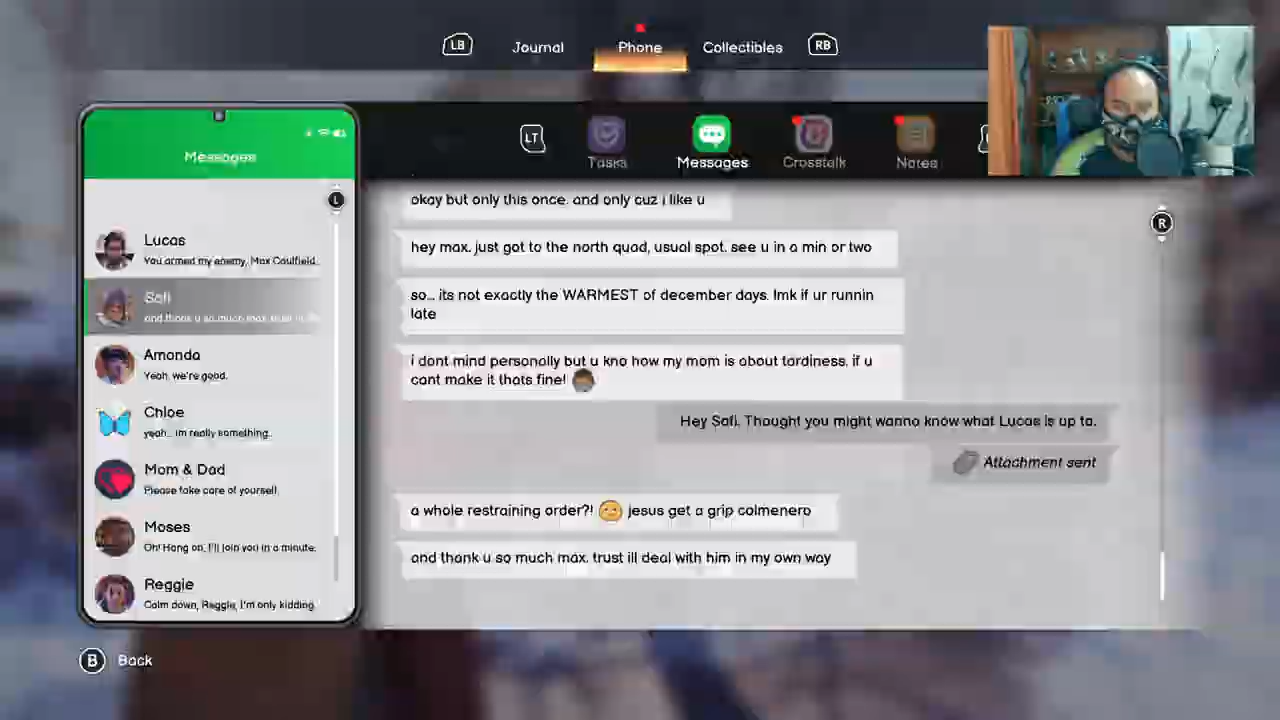 LB Journal Phone Collectibles RB
Messages
LT Tasks Messages Crosstalk Notes
L
R
Lucas
You armed my enemy, Max Caulfield.
Safi
and thank u so much max. trust ill
Amanda
Yeah, we're good.
Chloe
yeah... im really something.
Mom & Dad
Please take care of yourself.
Moses
Oh! Hang on. I'll join you in a minute.
Reggie
Calm down, Reggie, I'm only kidding.
okay but only this once. and only cuz i like u
hey max. just got to the north quad, usual spot. see u in a min or two
so... its not exactly the WARMEST of december days. lmk if ur runnin
late
i dont mind personally but u kno how my mom is about tardiness. if u
cant make it thats fine!
Hey Safi. Thought you might wanna know what Lucas is up to.
Attachment sent
a whole restraining order?! jesus get a grip colmenero
and thank u so much max. trust ill deal with him in my own way
B Back